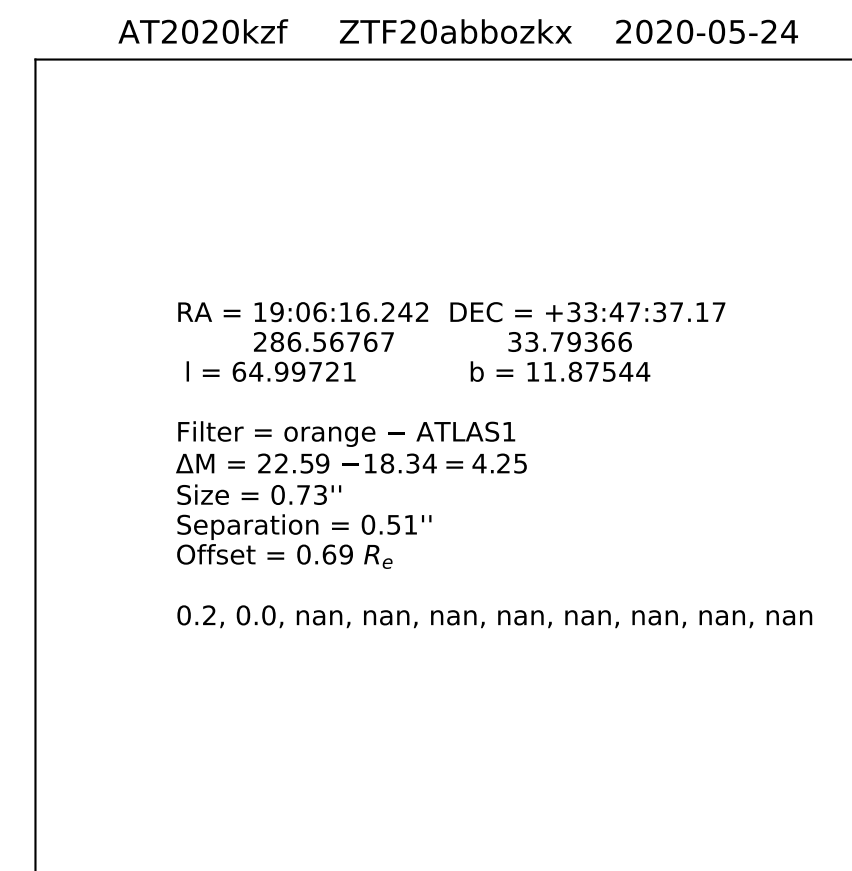 AT2020kzf ZTF20abbozkx 2020-05-24
RA = 19:06:16.242 DEC = +33:47:37.17
286.56767 33.79366
l = 64.99721 b = 11.87544
Filter = orange − ATLAS1
ΔM = 22.59 −18.34 = 4.25
Size = 0.73''
Separation = 0.51''
Offset = 0.69 Rₑ
0.2, 0.0, nan, nan, nan, nan, nan, nan, nan, nan